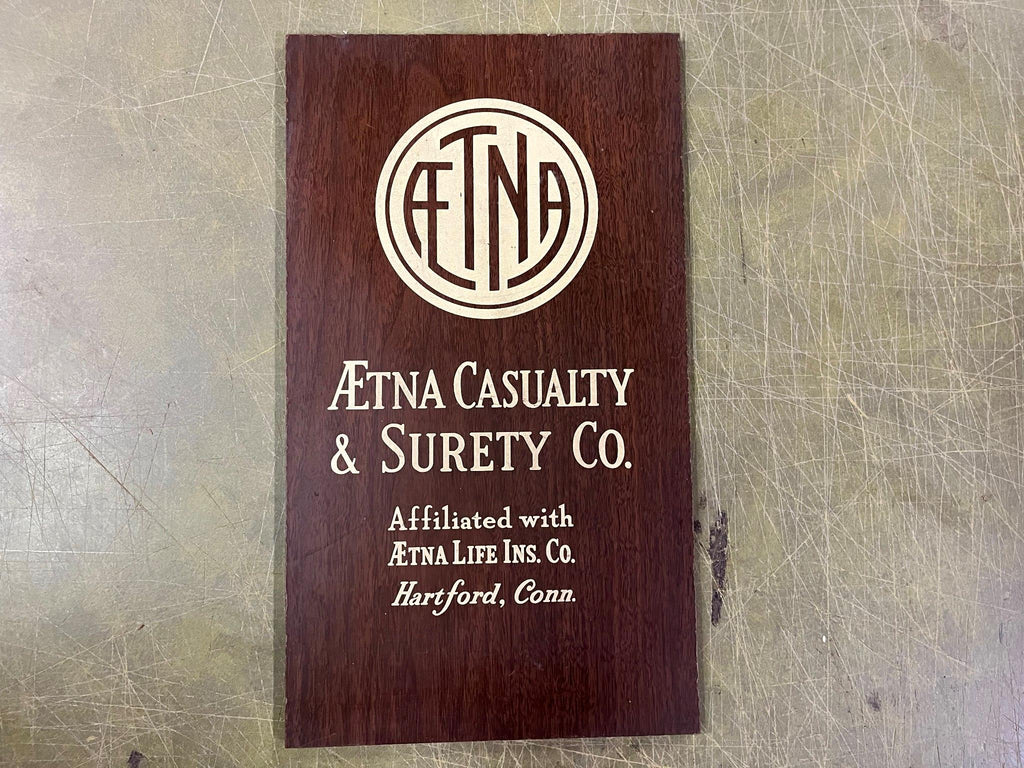 ÆTNA
ÆTNA CASUALTY
& SURETY CO.
Affiliated with
ÆTNA LIFE INS. CO.
Hartford, Conn.